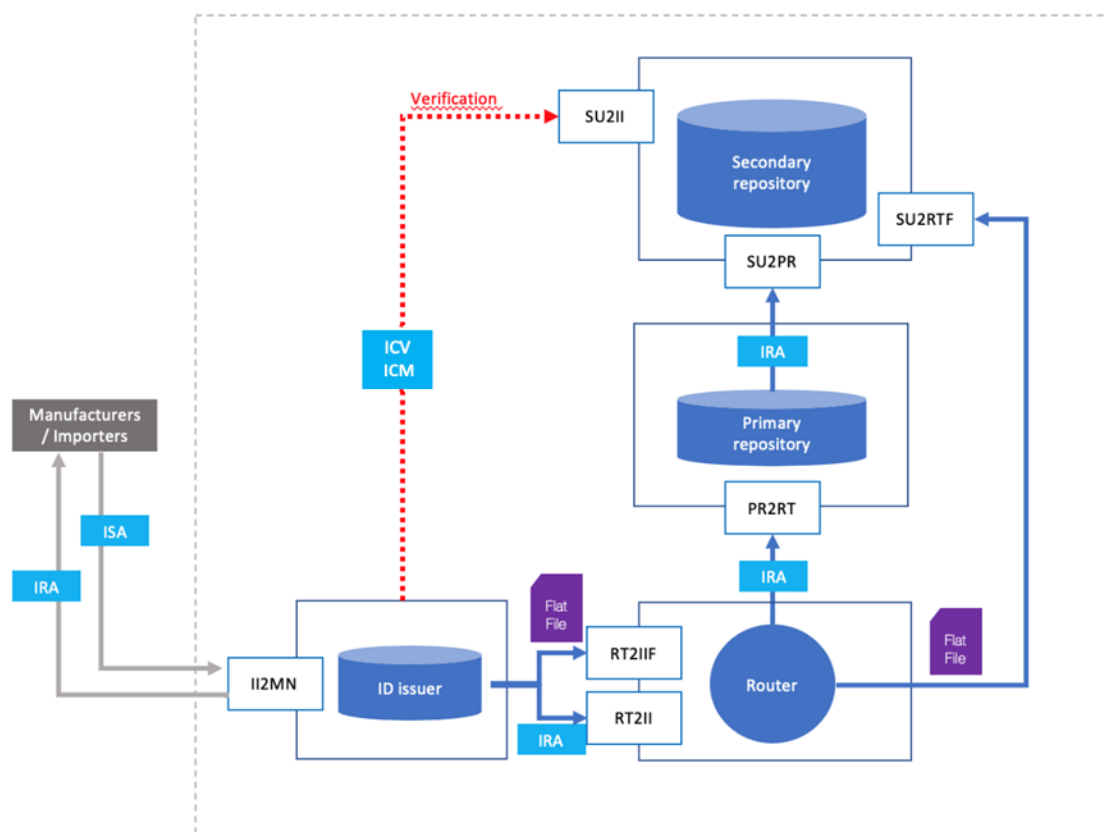 Verification
SU2II
Secondary
repository
SU2RTF
SU2PR
ICV
ICM
IRA
Manufacturers
/ Importers
Primary
repository
PR2RT
ISA
IRA
IRA
Flat
File
RT2IIF
Flat
File
II2MN
ID issuer
Router
RT2II
IRA